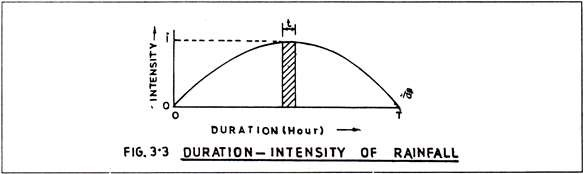 t
i
INTENSITY
O
O
T
DURATION (Hour)
FIG. 3·3 DURATION — INTENSITY OF RAINFALL